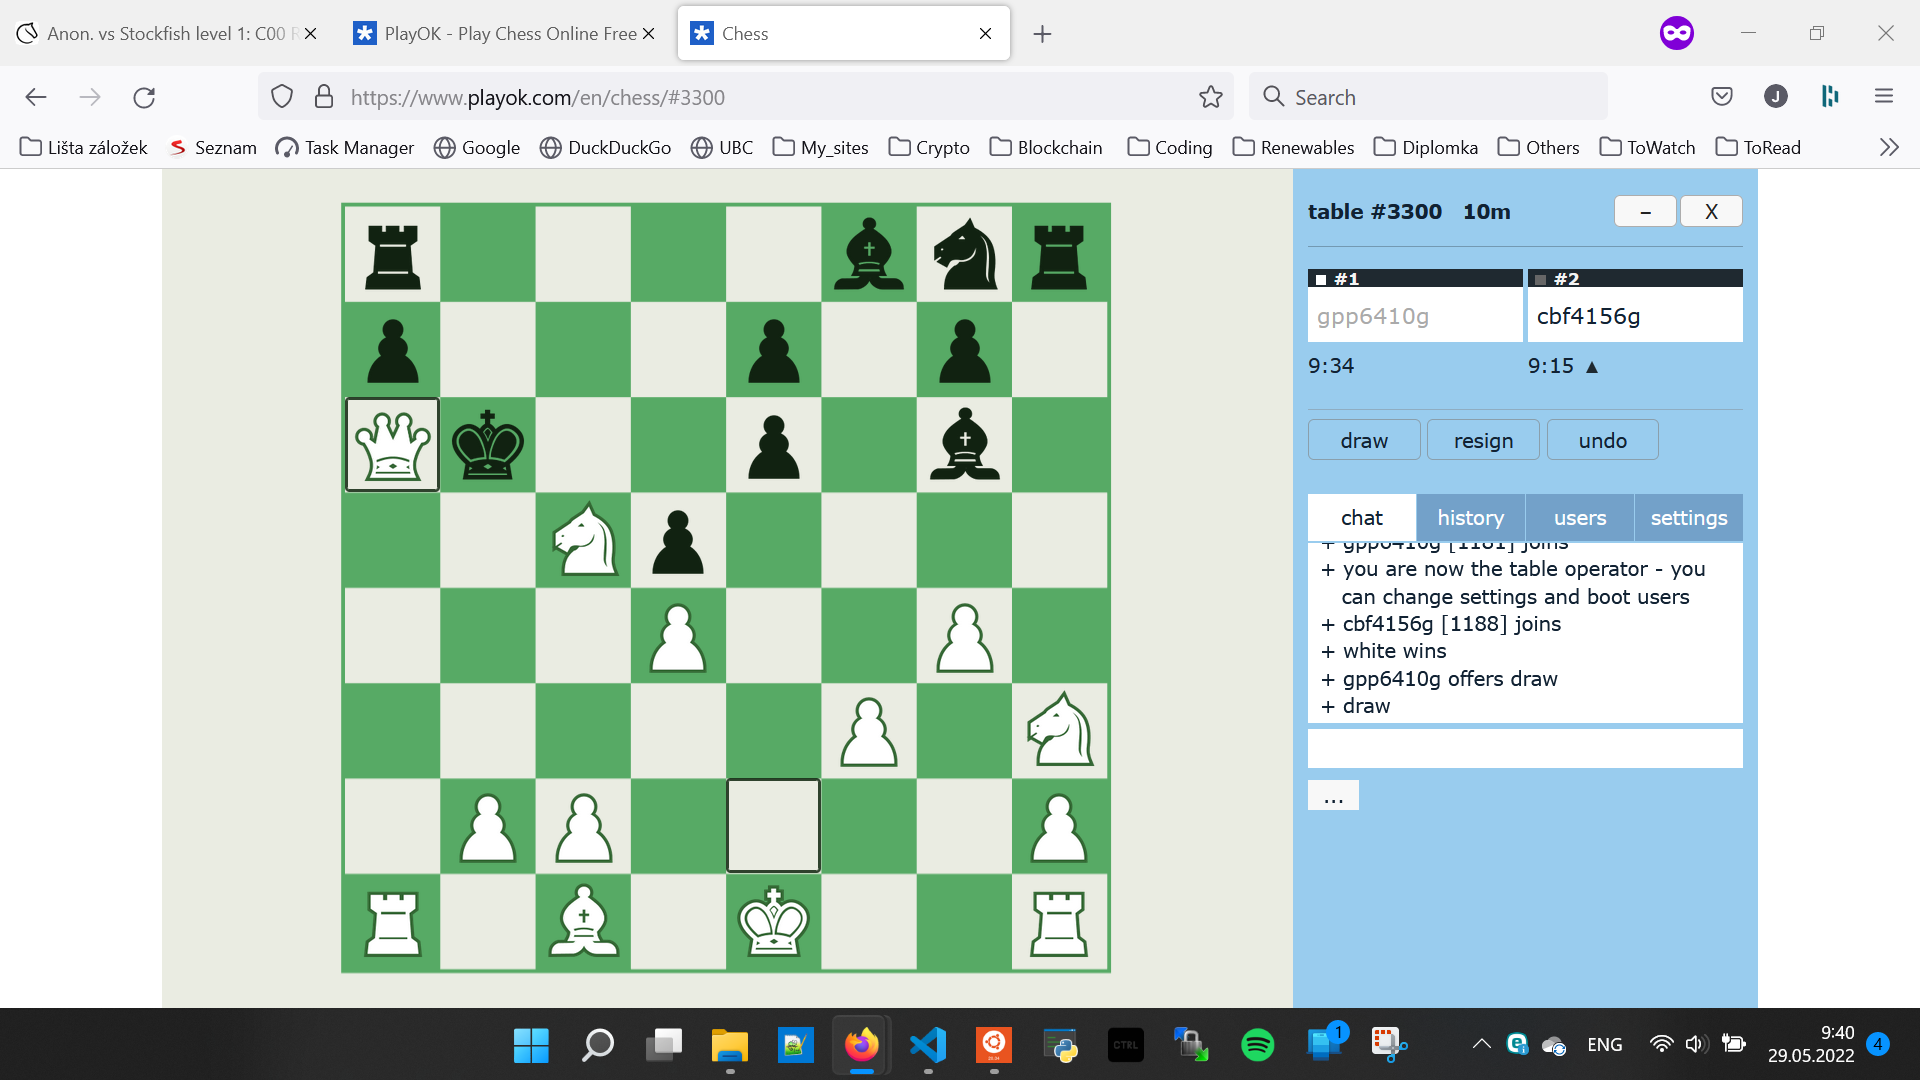 Anon. vs Stockfish level 1: C00 R
PlayOK - Play Chess Online Free
Chess
https://www.playok.com/en/chess/#3300
Search
J
Lišta záložek
Seznam
Task Manager
Google
DuckDuckGo
UBC
My_sites
Crypto
Blockchain
Coding
Renewables
Diplomka
Others
ToWatch
ToRead
table #3300 10m
–
X
#1
#2
gpp6410g
cbf4156g
9:34
9:15 ▲
draw
resign
undo
chat
history
users
settings
+ gpp6410g [1181] joins
+ you are now the table operator - you
can change settings and boot users
+ cbf4156g [1188] joins
+ white wins
+ gpp6410g offers draw
+ draw
...
CTRL
1
ENG
9:40
29.05.2022
4